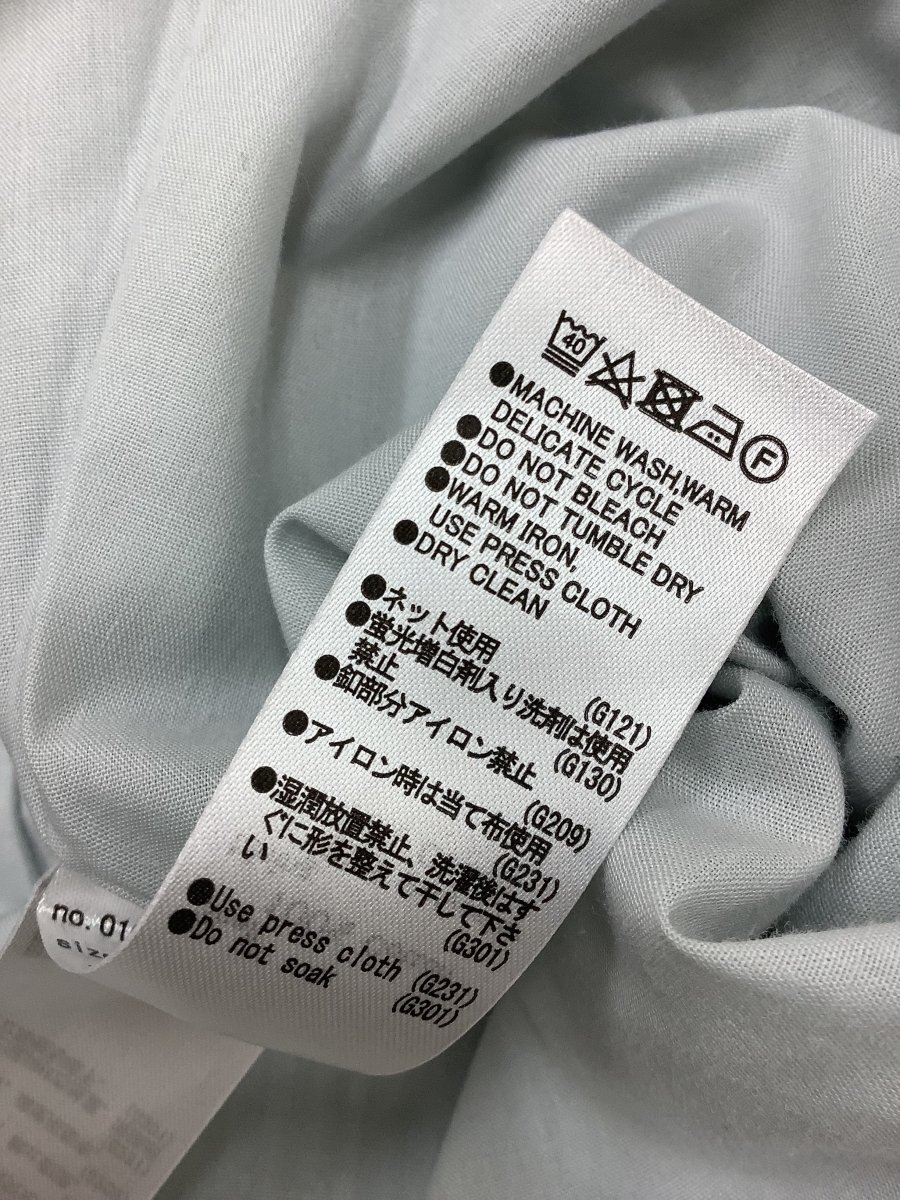 40
F
●MACHINE WASH,WARM
DELICATE CYCLE
●DO NOT BLEACH
●DO NOT TUMBLE DRY
●WARM IRON,
USE PRESS CLOTH
●DRY CLEAN
●ネット使用
(G121)
●蛍光増白剤入り洗剤は使用
禁止
(G130)
●釦部分アイロン禁止
(G209)
●アイロン時は当て布使用
(G231)
●湿潤放置禁止、洗濯後はす
ぐに形を整えて干して下さ
い
(G301)
●Use press cloth (G231)
●Do not soak
(G301)
no.01
size